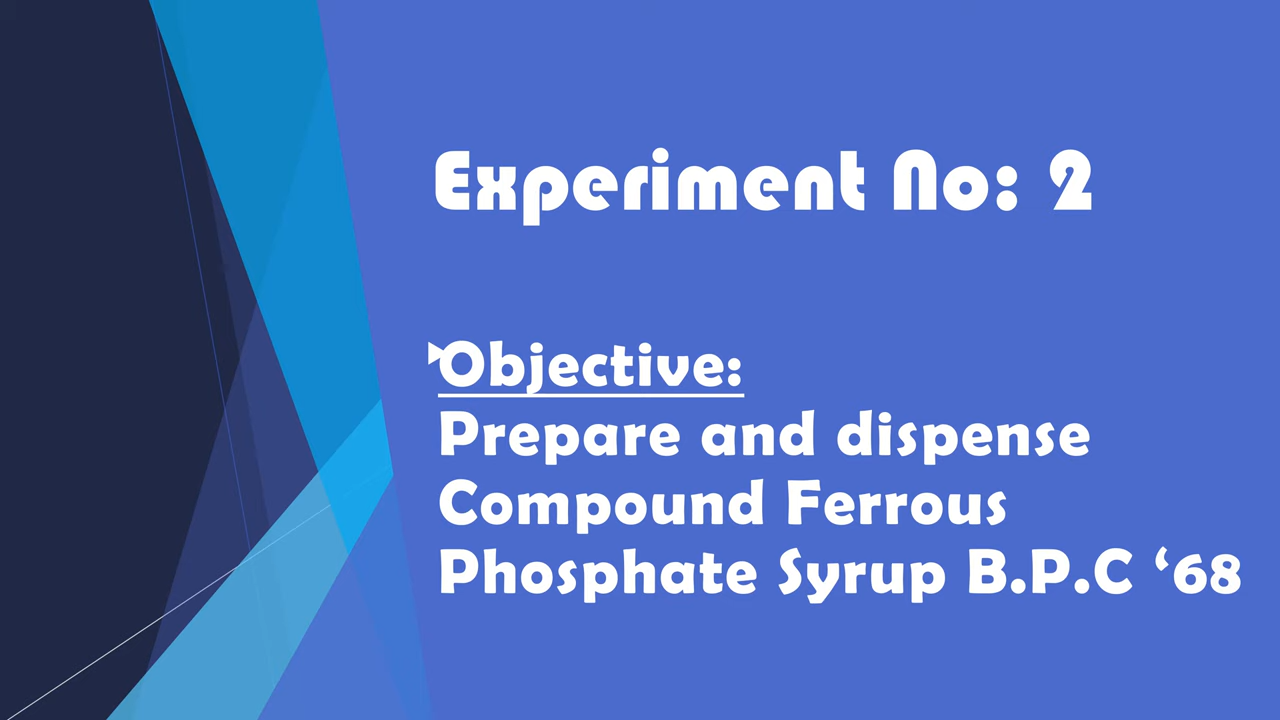 Experiment No: 2
Objective:
Prepare and dispense
Compound Ferrous
Phosphate Syrup B.P.C ‘68